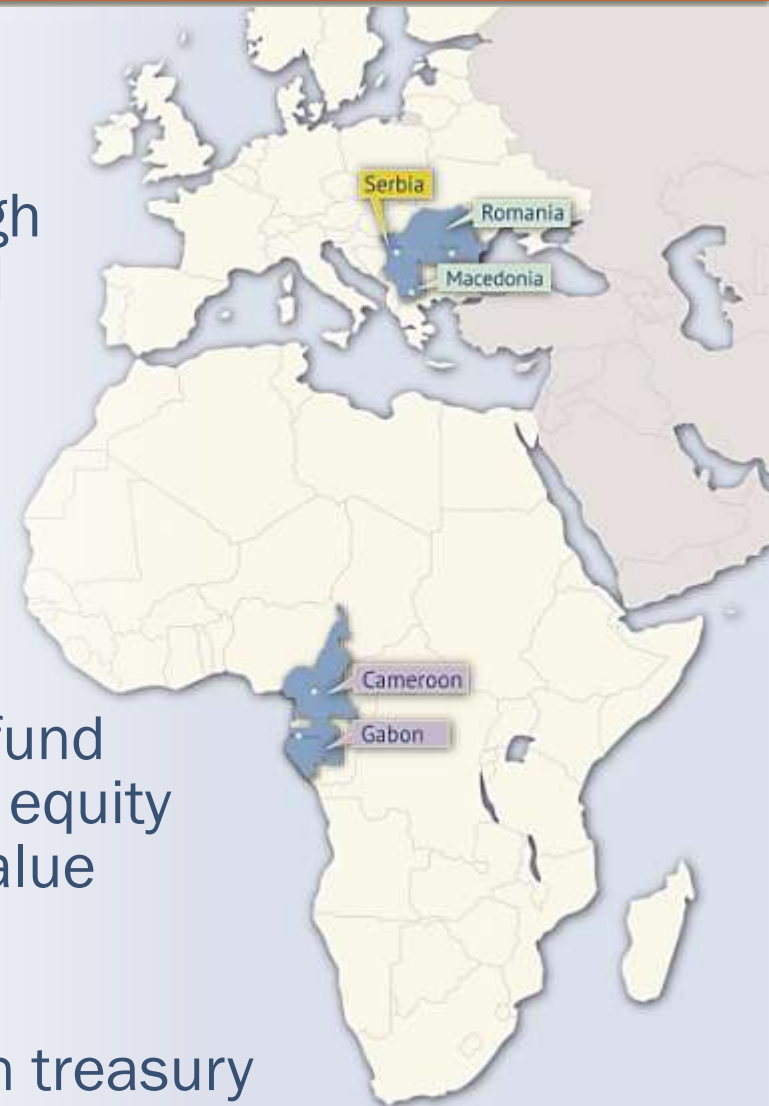 gh
Serbia
Romania
Macedonia
Cameroon
Gabon
fund
equity
alue
n treasury